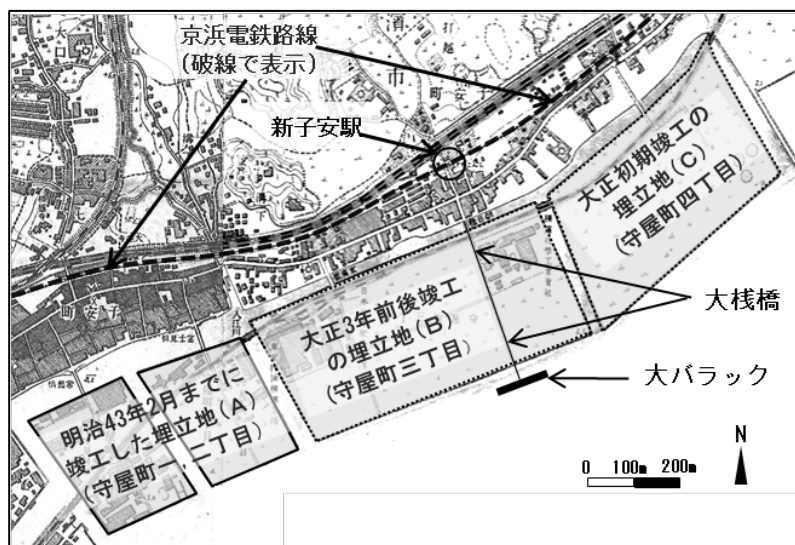 京浜電鉄路線
(破線で表示)
新子安駅
大正初期竣工の
埋立地(C)
(守屋町四丁目)
大正3年前後竣工
の埋立地(B)
(守屋町三丁目)
大桟橋
大バラック
明治43年2月までに
竣工した埋立地(A)
(守屋町一,二丁目)
町安子
N
0 100m 200m